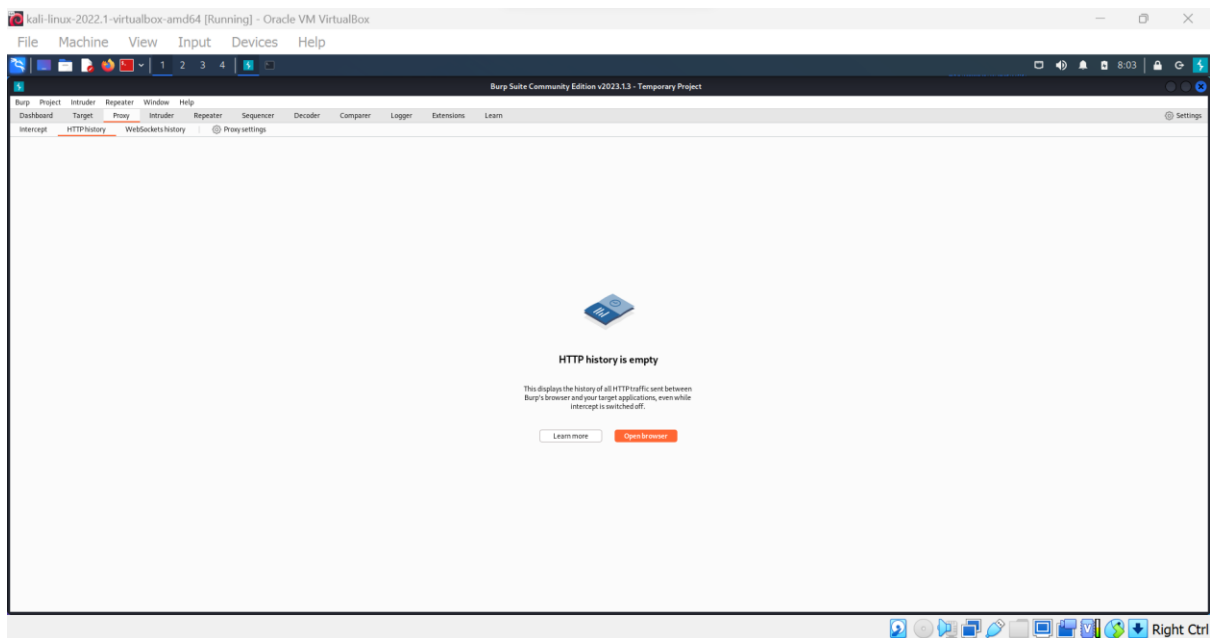 kali-linux-2022.1-virtualbox-amd64 [Running] - Oracle VM VirtualBox
File Machine View Input Devices Help
1 2 3 4 8:03
Burp Suite Community Edition v2023.1.3 - Temporary Project
Burp Project Intruder Repeater Window Help
Dashboard Target Proxy Intruder Repeater Sequencer Decoder Comparer Logger Extensions Learn Settings
Intercept HTTP history WebSockets history Proxy settings
HTTP history is empty
This displays the history of all HTTP traffic sent between
Burp's browser and your target applications, even while
intercept is switched off.
Learn more Open browser
Right Ctrl